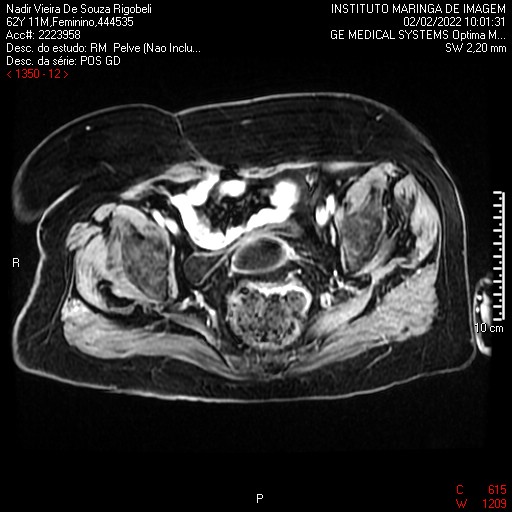 Nadir Vieira De Souza Rigobeli
62Y 11M,Feminino,444535
Acc#: 2223958
Desc. do estudo: RM Pelve (Nao Inclu...
Desc. da série: POS GD
< 1350 - 12 >
INSTITUTO MARINGA DE IMAGEM
02/02/2022 10:01:31
GE MEDICAL SYSTEMS Optima M...
SW 2,20 mm
R
10 cm
P
C 615
W 1209